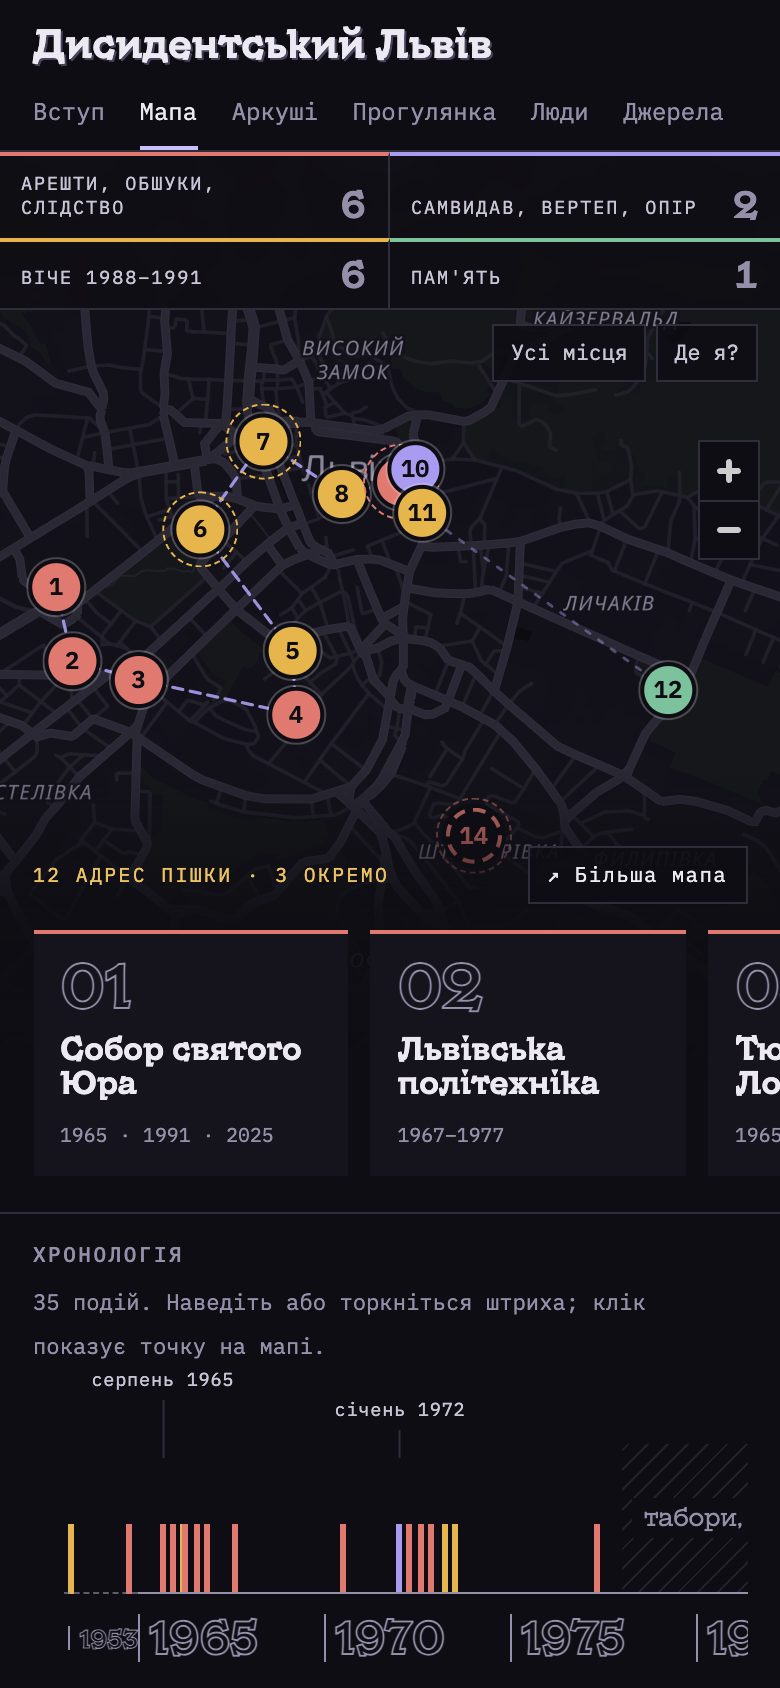 Дисидентський Львів
Вступ Мапа Аркуші Прогулянка Люди Джерела
АРЕШТИ, ОБШУКИ,
СЛІДСТВО 6
САМВИДАВ, ВЕРТЕП, ОПІР 2
ВІЧЕ 1988–1991 6
ПАМ'ЯТЬ 1
КАЙЗЕРВАЛЬД
ВИСОКИЙ
ЗАМОК
Усі місця
Де я?
7
10
8
11
6
+
−
1
ЛИЧАКІВ
2
5
3
12
4
14
12 АДРЕС ПІШКИ · 3 ОКРЕМО
↗ Більша мапа
01
Собор святого
Юра
1965 · 1991 · 2025
02
Львівська
політехніка
1967–1977
ХРОНОЛОГІЯ
35 подій. Наведіть або торкніться штриха; клік
показує точку на мапі.
серпень 1965
січень 1972
табори,
1953 1965 1970 1975